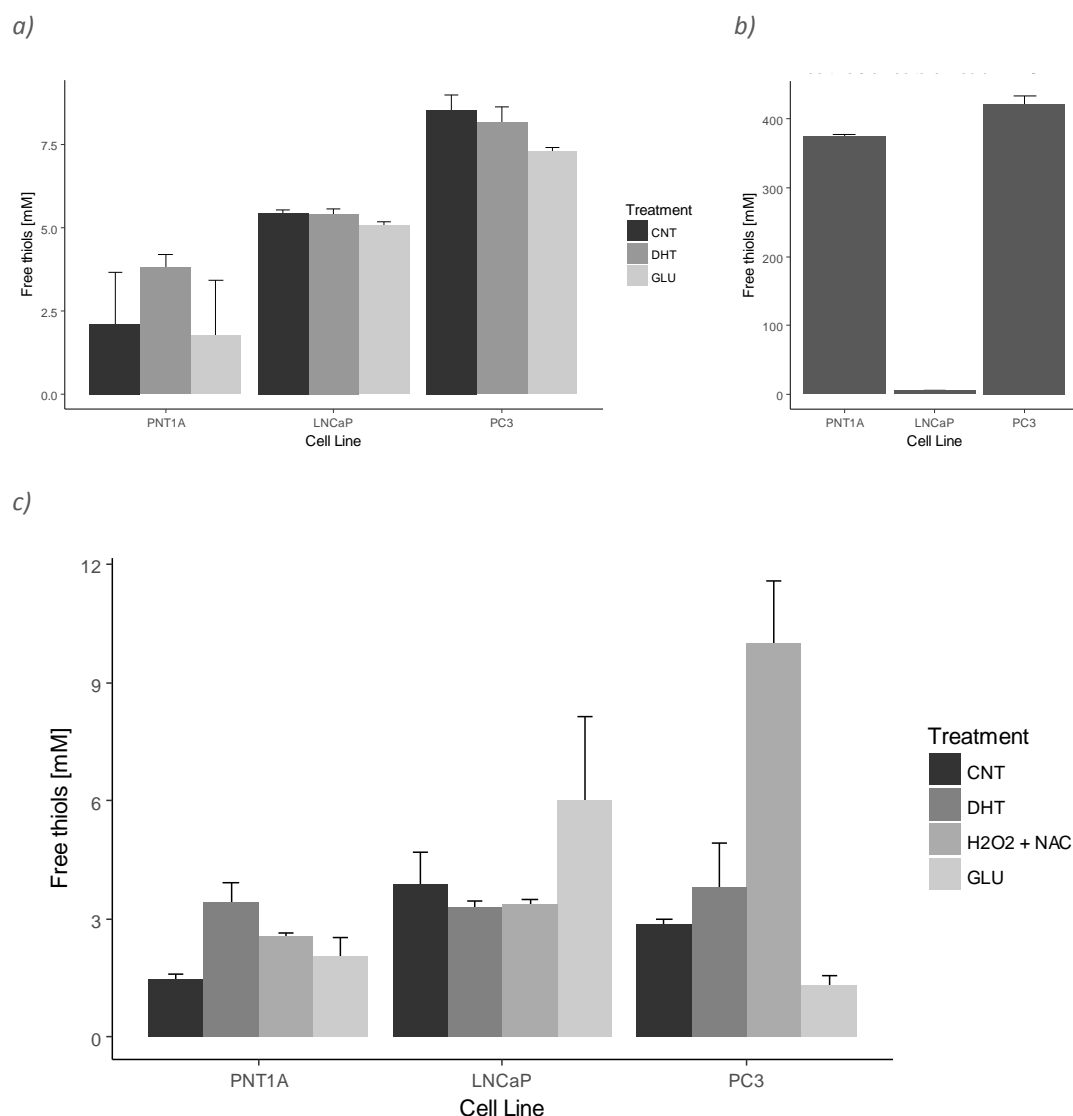 a)
Free thiols [mM]
7.5
5.0
2.5
0.0
PNT1A LNCaP PC3
Cell Line
Treatment
CNT
DHT
GLU
b)
Free thiols [mM]
400
300
200
100
0
PNT1A LNCaP PC3
Cell Line
c)
Free thiols [mM]
12
9
6
3
0
PNT1A LNCaP PC3
Cell Line
Treatment
CNT
DHT
H2O2 + NAC
GLU